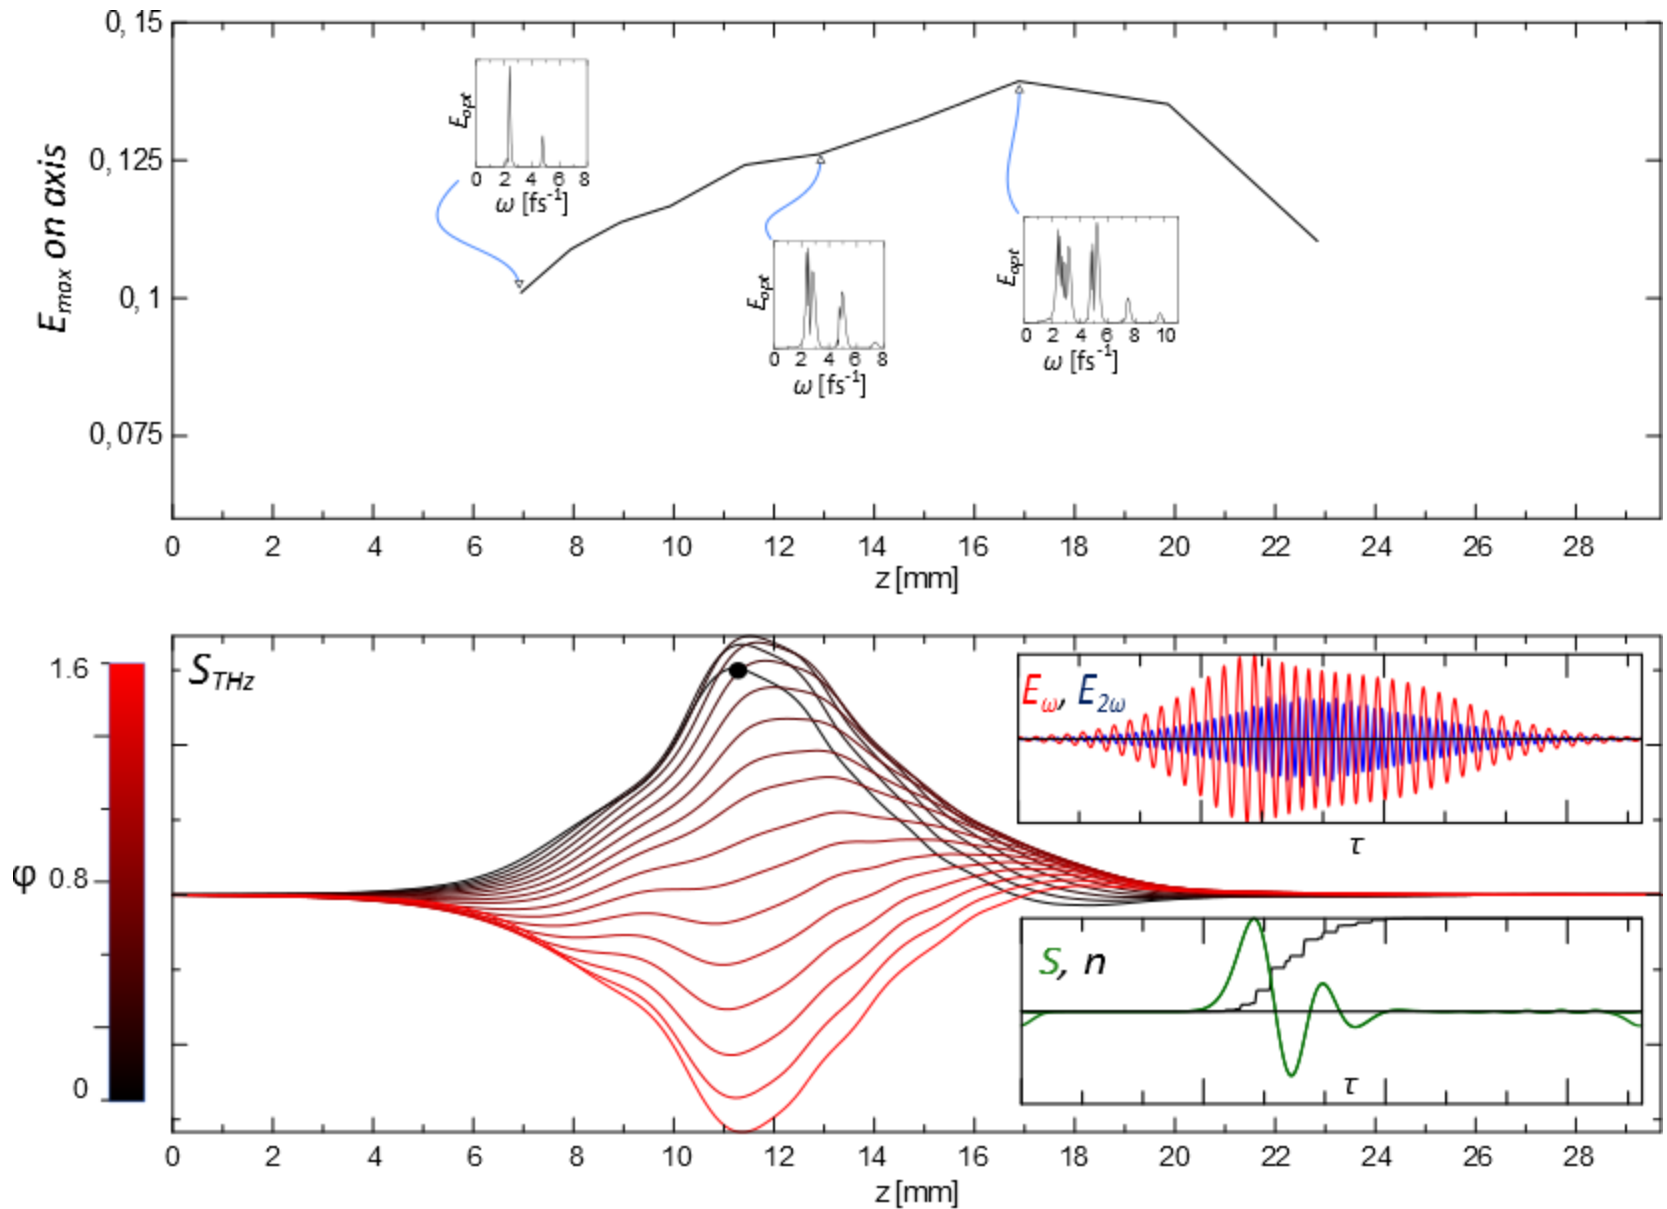 0,15
0,125
0,1
0,075
E_max on axis
E_opt
0 2 4 6 8
ω [fs⁻¹]
E_opt
0 2 4 6 8
ω [fs⁻¹]
E_opt
0 2 4 6 8 10
ω [fs⁻¹]
0 2 4 6 8 10 12 14 16 18 20 22 24 26 28
z [mm]
1.6
φ 0.8
0
S_THz
E_ω, E_2ω
τ
S, n
τ
0 2 4 6 8 10 12 14 16 18 20 22 24 26 28
z [mm]